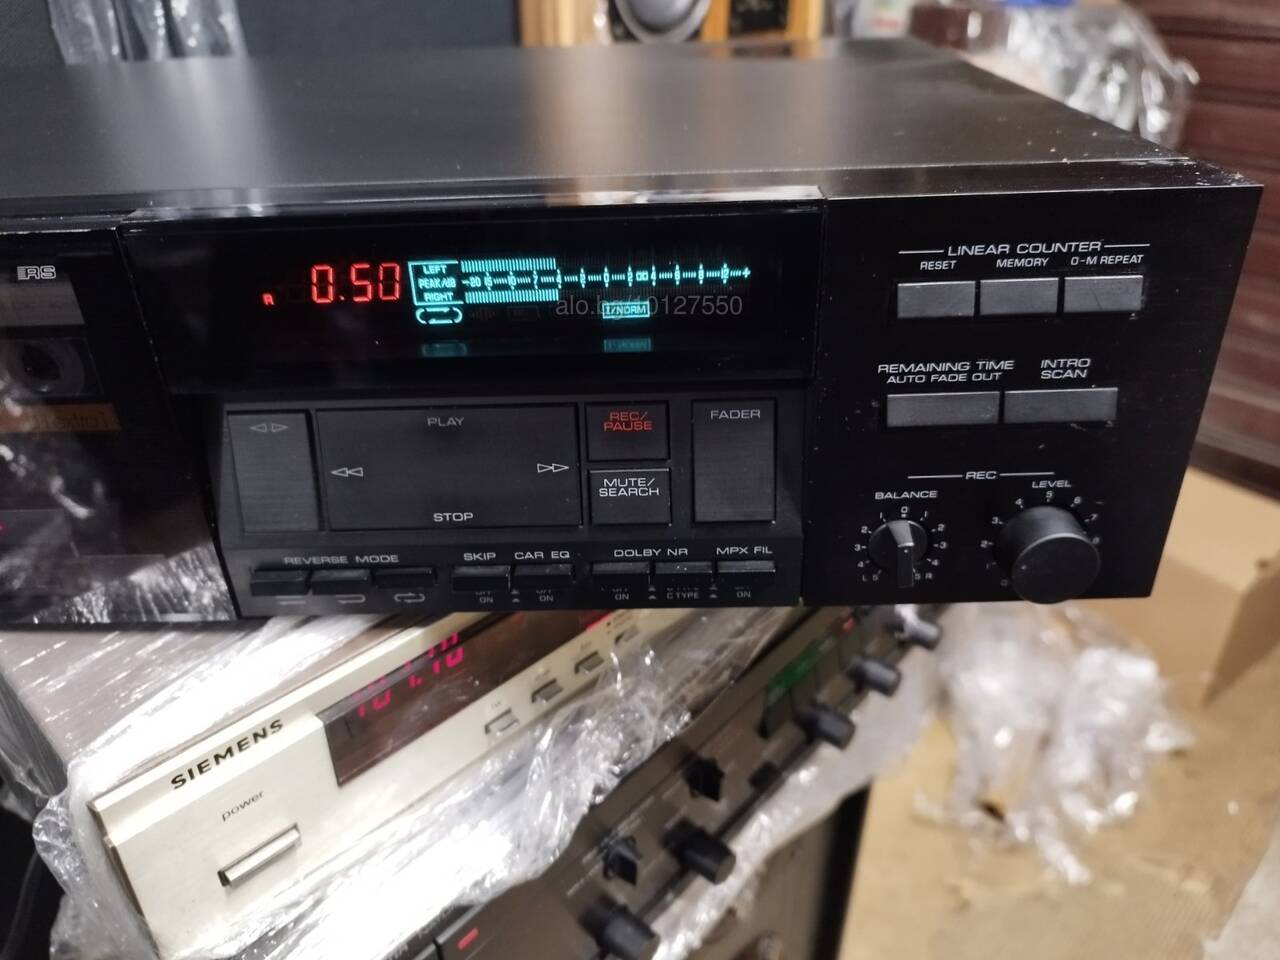 RS
LINEAR COUNTER
RESET
MEMORY
O-M REPEAT
A 0.50
LEFT
PEAK/dB
RIGHT
I/NORM
alo.bg/10127550
REMAINING TIME
AUTO FADE OUT
INTRO
SCAN
PLAY
STOP
REC/
PAUSE
MUTE/
SEARCH
FADER
REC
BALANCE
LEVEL
REVERSE MODE
SKIP
CAR EQ
DOLBY NR
MPX FIL
ON
ON
ON
C TYPE
ON
SIEMENS
power